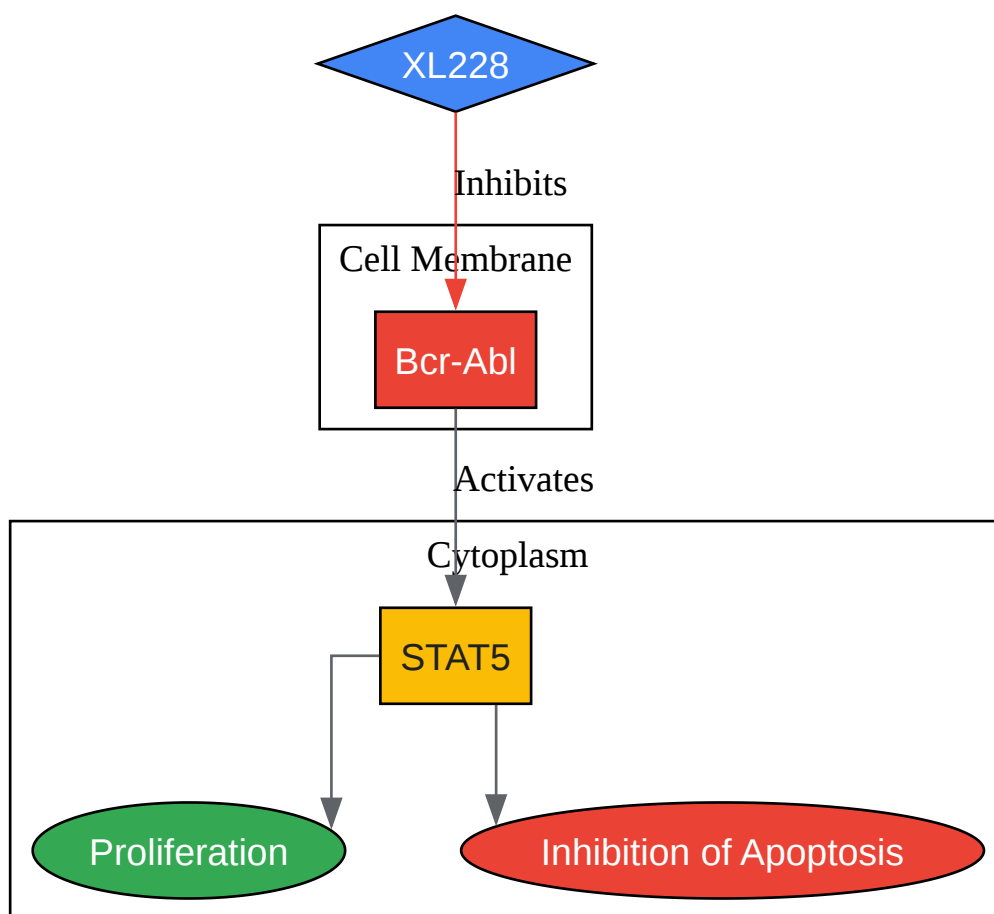 XL228
Inhibits
Cell Membrane
Bcr-Abl
Activates
Cytoplasm
STAT5
Proliferation
Inhibition of Apoptosis